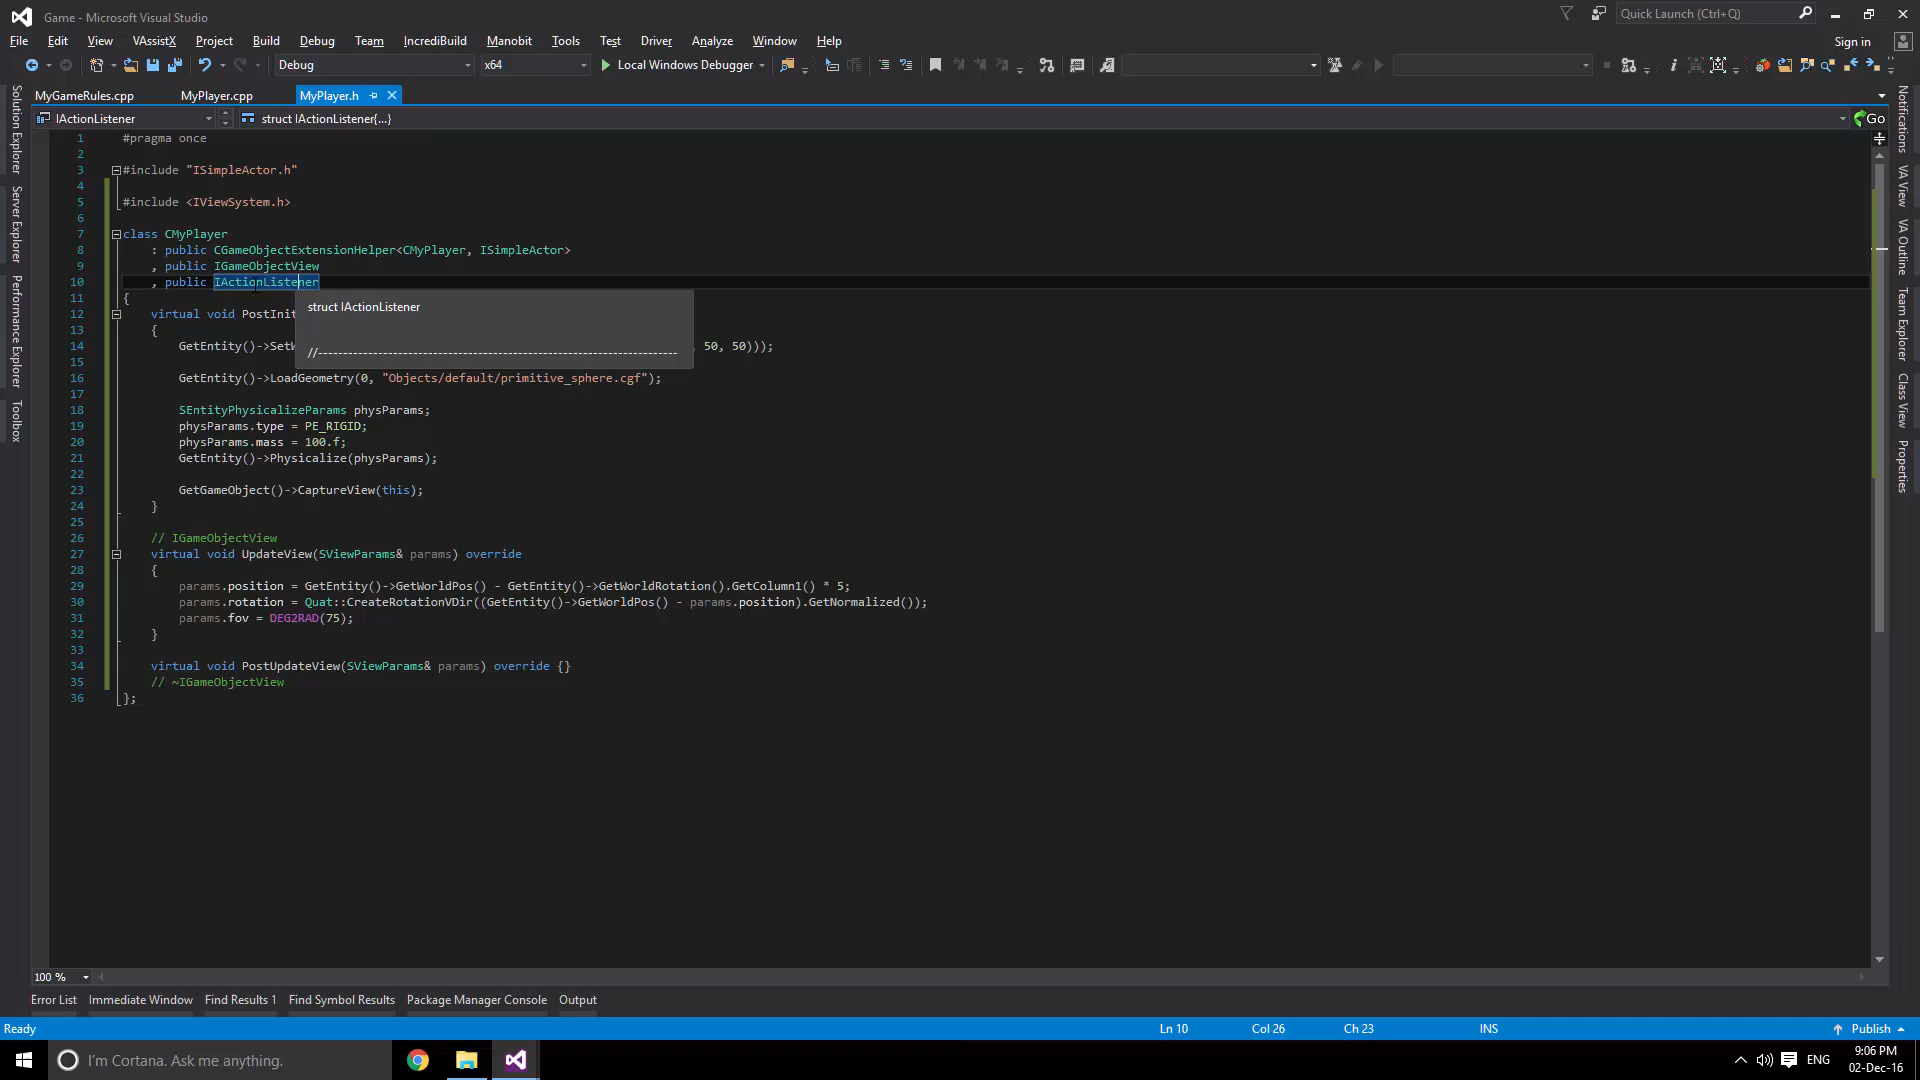 Game - Microsoft Visual Studio
Quick Launch (Ctrl+Q)
File Edit View VAssistX Project Build Debug Team IncrediBuild Manobit Tools Test Driver Analyze Window Help
Sign in
Debug x64 Local Windows Debugger
MyGameRules.cpp MyPlayer.cpp MyPlayer.h
IActionListener struct IActionListener{...} Go
1 #pragma once
2
3 #include "ISimpleActor.h"
4
5 #include <IViewSystem.h>
6
7 class CMyPlayer
8 : public CGameObjectExtensionHelper<CMyPlayer, ISimpleActor>
9 , public IGameObjectView
10 , public IActionListener
11 {
struct IActionListener
12 virtual void PostInit
13 {
14 GetEntity()->SetW , 50, 50)));
//------------------------------------------------------------------------
15
16 GetEntity()->LoadGeometry(0, "Objects/default/primitive_sphere.cgf");
17
18 SEntityPhysicalizeParams physParams;
19 physParams.type = PE_RIGID;
20 physParams.mass = 100.f;
21 GetEntity()->Physicalize(physParams);
22
23 GetGameObject()->CaptureView(this);
24 }
25
26 // IGameObjectView
27 virtual void UpdateView(SViewParams& params) override
28 {
29 params.position = GetEntity()->GetWorldPos() - GetEntity()->GetWorldRotation().GetColumn1() * 5;
30 params.rotation = Quat::CreateRotationVDir((GetEntity()->GetWorldPos() - params.position).GetNormalized());
31 params.fov = DEG2RAD(75);
32 }
33
34 virtual void PostUpdateView(SViewParams& params) override {}
35 // ~IGameObjectView
36 };
Solution Explorer
Server Explorer
Performance Explorer
Toolbox
Notifications
VA View
VA Outline
Team Explorer
Class View
Properties
100 %
Error List Immediate Window Find Results 1 Find Symbol Results Package Manager Console Output
Ready Ln 10 Col 26 Ch 23 INS Publish
I'm Cortana. Ask me anything.
ENG
9:06 PM
02-Dec-16